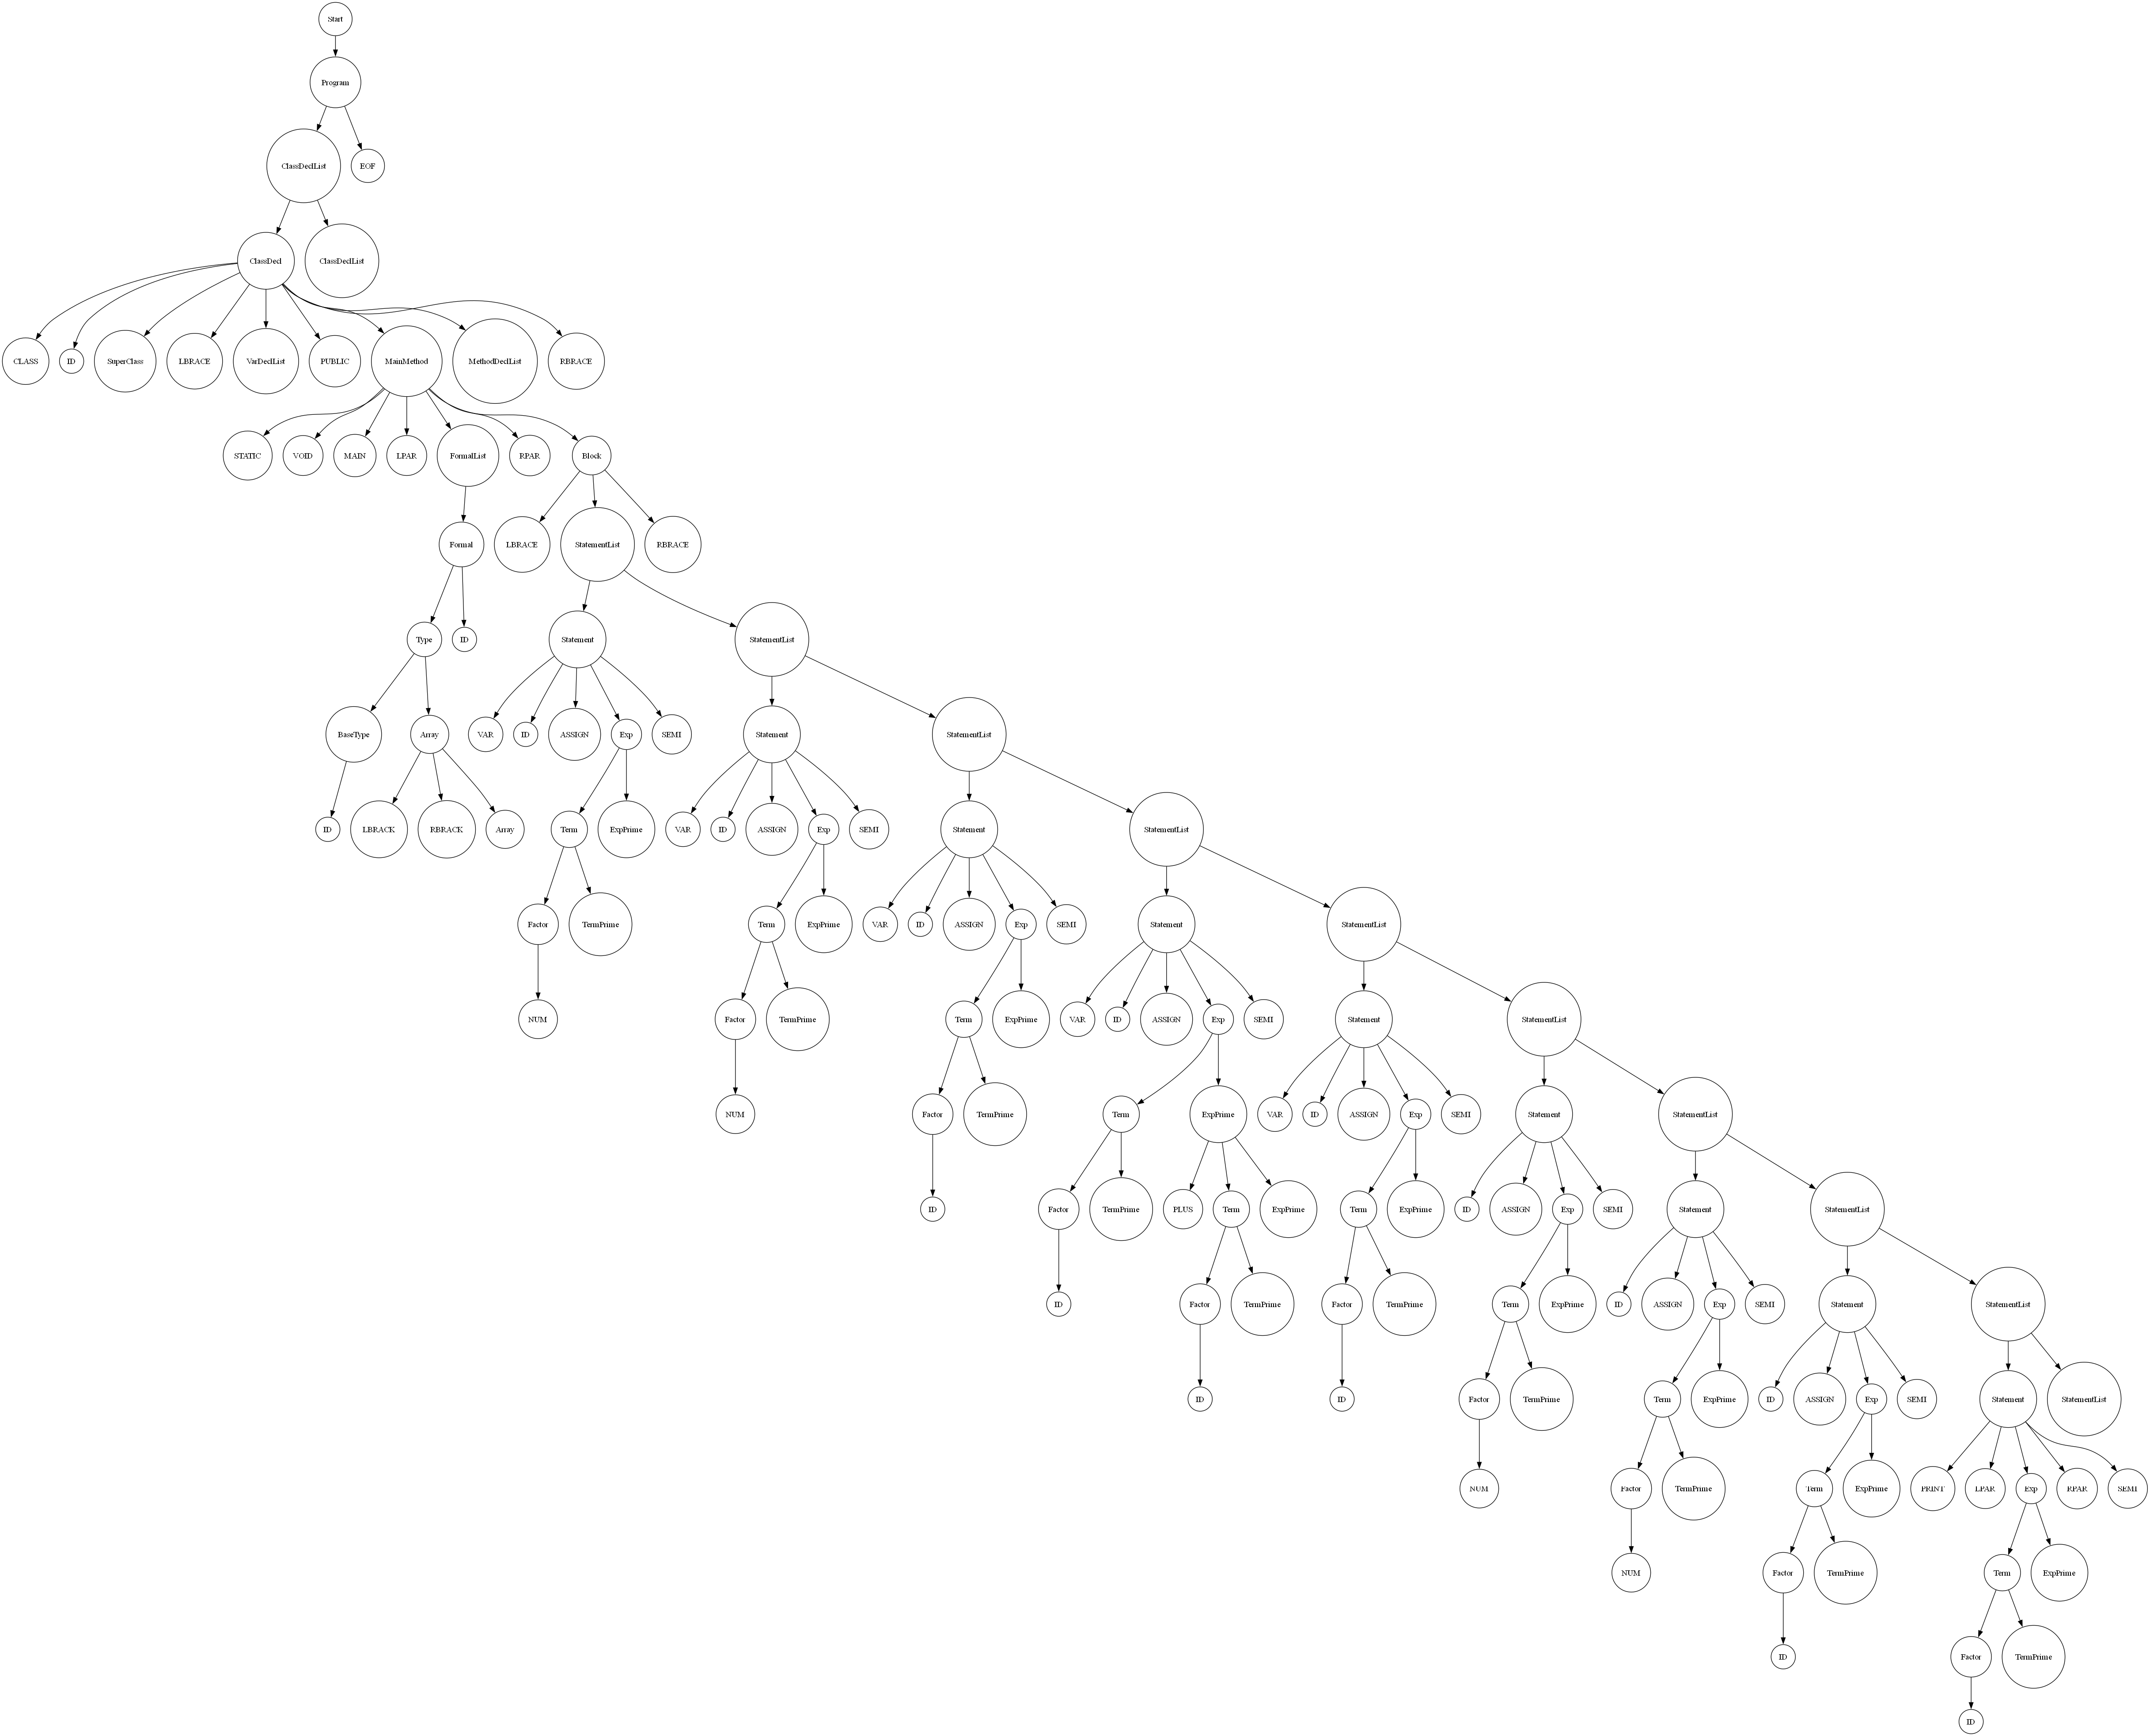 Start
Program
ClassDeclList
EOF
ClassDecl
ClassDeclList
CLASS
ID
SuperClass
LBRACE
VarDeclList
PUBLIC
MainMethod
MethodDeclList
RBRACE
STATIC
VOID
MAIN
LPAR
FormalList
RPAR
Block
Formal
LBRACE
StatementList
RBRACE
Type
ID
Statement
StatementList
BaseType
Array
VAR
ID
ASSIGN
Exp
SEMI
Statement
StatementList
ID
LBRACK
RBRACK
Array
Term
ExpPrime
VAR
ID
ASSIGN
Exp
SEMI
Statement
StatementList
Factor
TermPrime
Term
ExpPrime
VAR
ID
ASSIGN
Exp
SEMI
Statement
StatementList
NUM
Factor
TermPrime
Term
ExpPrime
VAR
ID
ASSIGN
Exp
SEMI
Statement
StatementList
NUM
Factor
TermPrime
Term
ExpPrime
VAR
ID
ASSIGN
Exp
SEMI
Statement
StatementList
ID
Factor
TermPrime
PLUS
Term
ExpPrime
Term
ExpPrime
ID
ASSIGN
Exp
SEMI
Statement
StatementList
ID
Factor
TermPrime
Factor
TermPrime
Term
ExpPrime
ID
ASSIGN
Exp
SEMI
Statement
StatementList
ID
ID
Factor
TermPrime
Term
ExpPrime
ID
ASSIGN
Exp
SEMI
Statement
StatementList
NUM
Factor
TermPrime
Term
ExpPrime
PRINT
LPAR
Exp
RPAR
SEMI
NUM
Factor
TermPrime
Term
ExpPrime
ID
Factor
TermPrime
ID